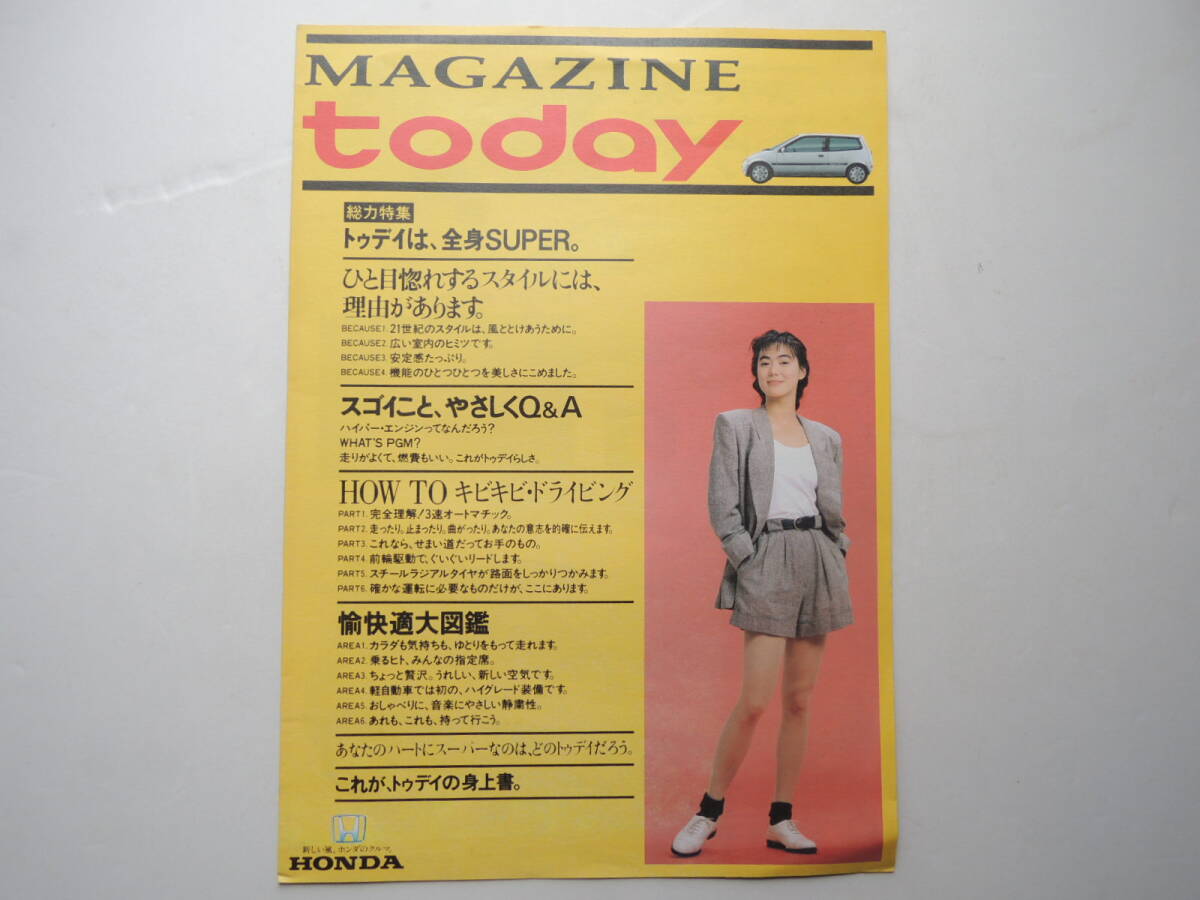 MAGAZINE
today
総力特集
トゥデイは、全身SUPER。
ひと目惚れするスタイルには、
理由があります。
BECAUSE1. 21世紀のスタイルは、風ととけあうために。
BECAUSE2. 広い室内のヒミツです。
BECAUSE3. 安定感たっぷり。
BECAUSE4. 機能のひとつひとつを美しさにこめました。
スゴイこと、やさしくQ&A
ハイパー・エンジンってなんだろう?
WHAT'S PGM?
走りがよくて、燃費もいい。これがトゥデイらしさ。
HOW TO キビキビ・ドライビング
PART1. 完全理解!3速オートマチック。
PART2. 走ったり。止まったり。曲がったり。あなたの意志を的確に伝えます。
PART3. これなら、せまい道だってお手のもの。
PART4. 前輪駆動で、ぐいぐいリードします。
PART5. スチールラジアルタイヤが路面をしっかりつかみます。
PART6. 確かな運転に必要なものだけが、ここにあります。
愉快適大図鑑
AREA1. カラダも気持ちも、ゆとりをもって走れます。
AREA2. 乗るヒト、みんなの指定席。
AREA3. ちょっと贅沢。うれしい、新しい空気です。
AREA4. 軽自動車では初の、ハイグレード装備です。
AREA5. おしゃべりに、音楽にやさしい静粛性。
AREA6. あれも、これも、持って行こう。
あなたのハートにスーパーなのは、どのトゥデイだろう。
これが、トゥデイの身上書。
新しい風。ホンダのクルマ。
HONDA